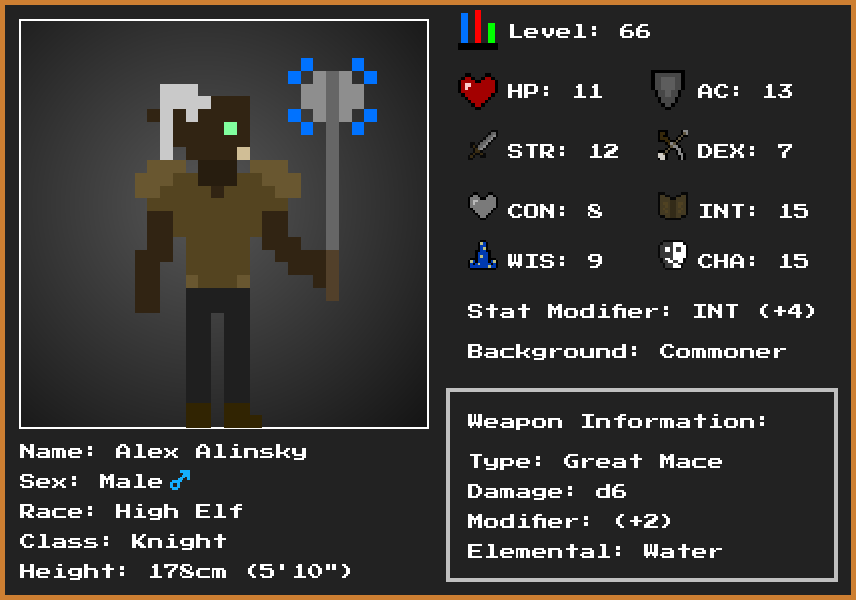 Level: 66
HP: 11
AC: 13
STR: 12
DEX: 7
CON: 8
INT: 15
WIS: 9
CHA: 15
Stat Modifier: INT (+4)
Background: Commoner
Weapon Information:
Type: Great Mace
Damage: d6
Modifier: (+2)
Elemental: Water
Name: Alex Alinsky
Sex: Male♂
Race: High Elf
Class: Knight
Height: 178cm (5'10")